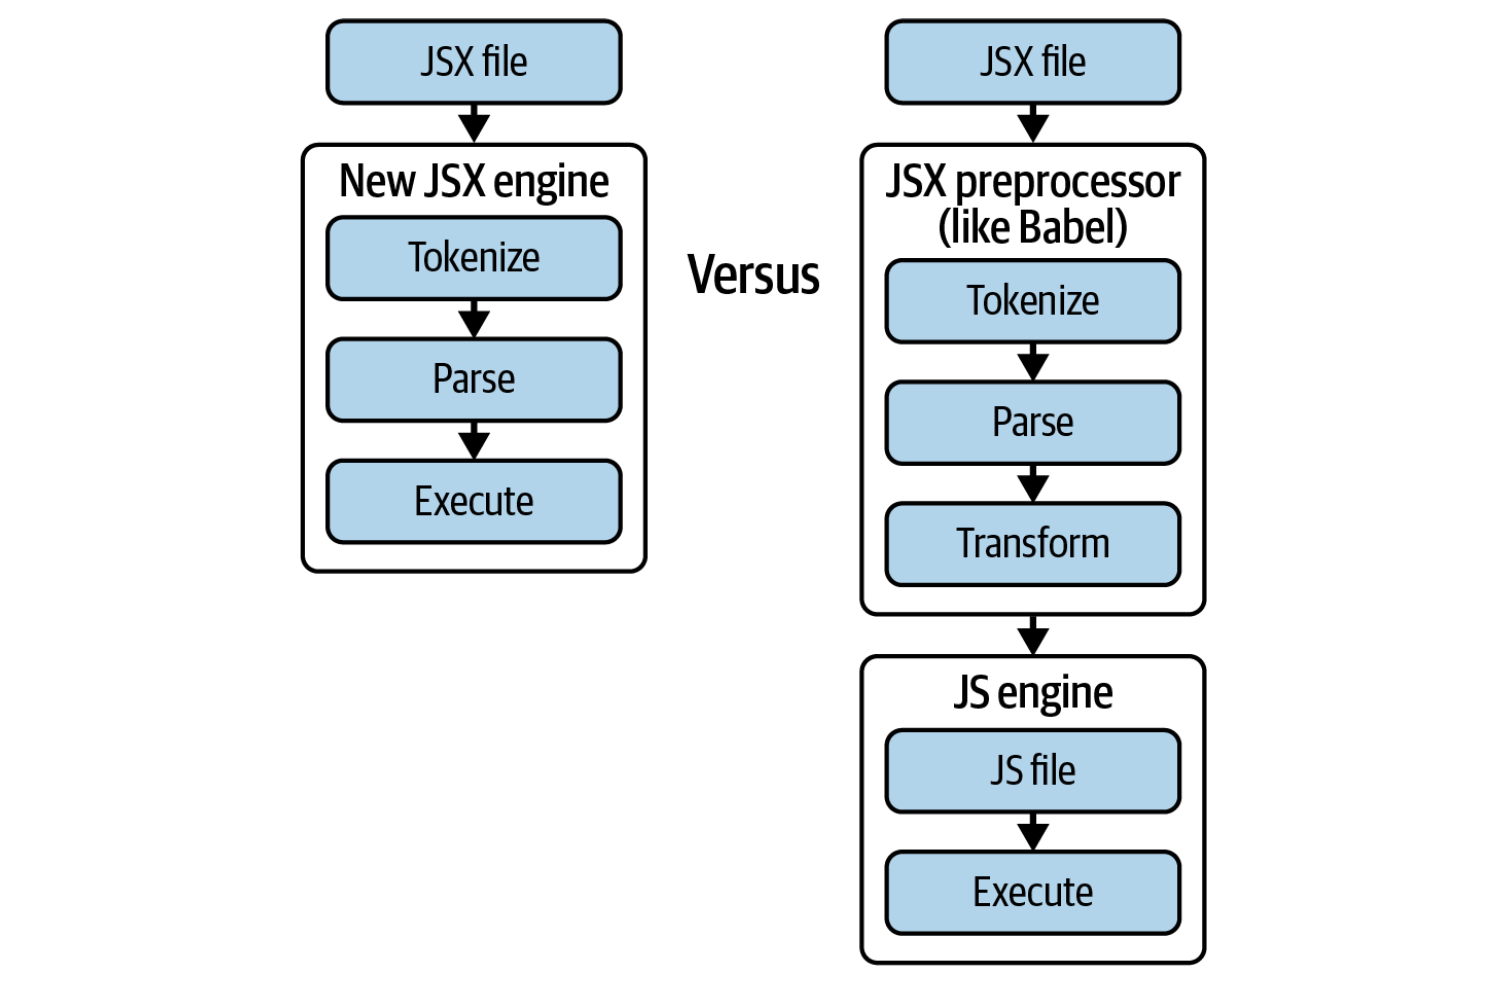 JSX file
New JSX engine
Tokenize
Parse
Execute
Versus
JSX file
JSX preprocessor
(like Babel)
Tokenize
Parse
Transform
JS engine
JS file
Execute